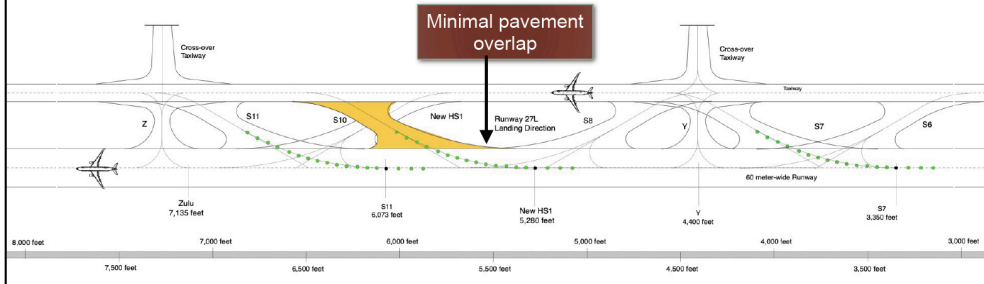 Minimal pavement
overlap
Cross-over
Taxiway
Cross-over
Taxiway
Taxiway
Z
S11
S10
New HS1
Runway 27L
Landing Direction
S8
Y
S7
S6
60 meter-wide Runway
Zulu
7,135 feet
S11
6,073 feet
New HS1
5,280 feet
Y
4,400 feet
S7
3,350 feet
8,000 feet
7,000 feet
6,000 feet
5,000 feet
4,000 feet
3,000 feet
7,500 feet
6,500 feet
5,500 feet
4,500 feet
3,500 feet